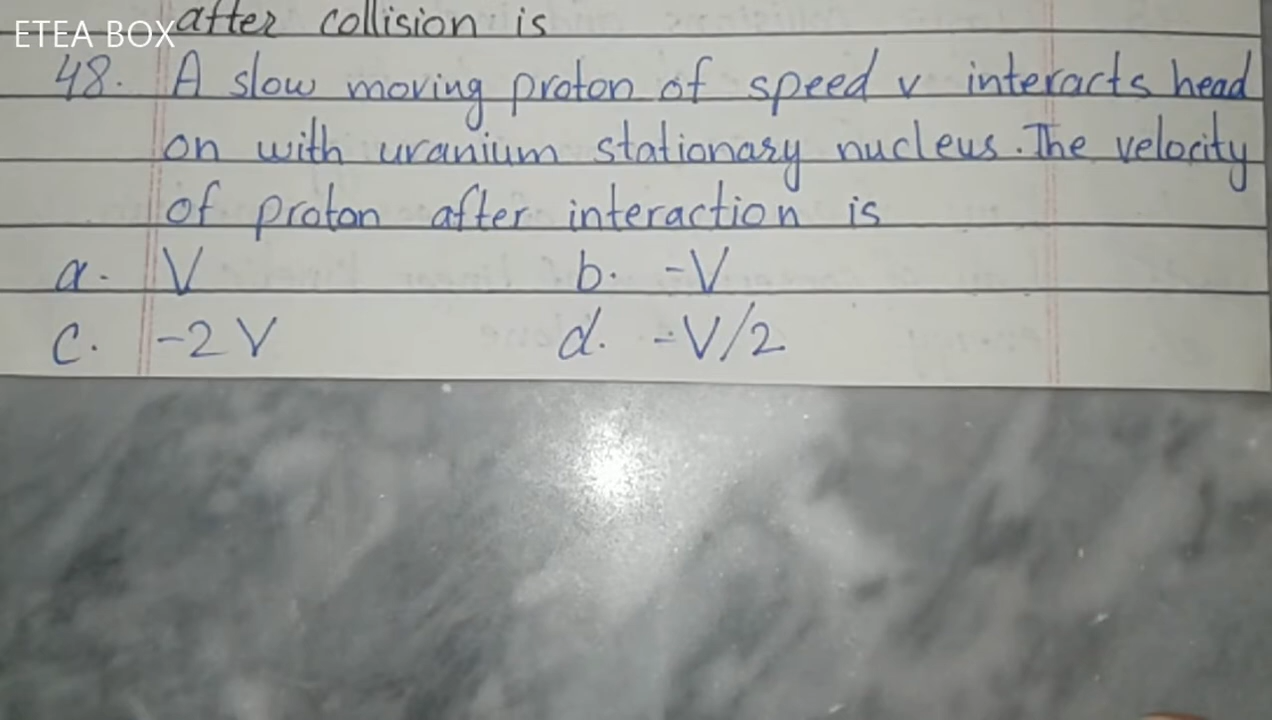 after collision is
ETEA BOX
48. A slow moving proton of speed v interacts head
on with uranium stationary nucleus. The velocity
of proton after interaction is
a. V b. -V
c. -2V d. -V/2